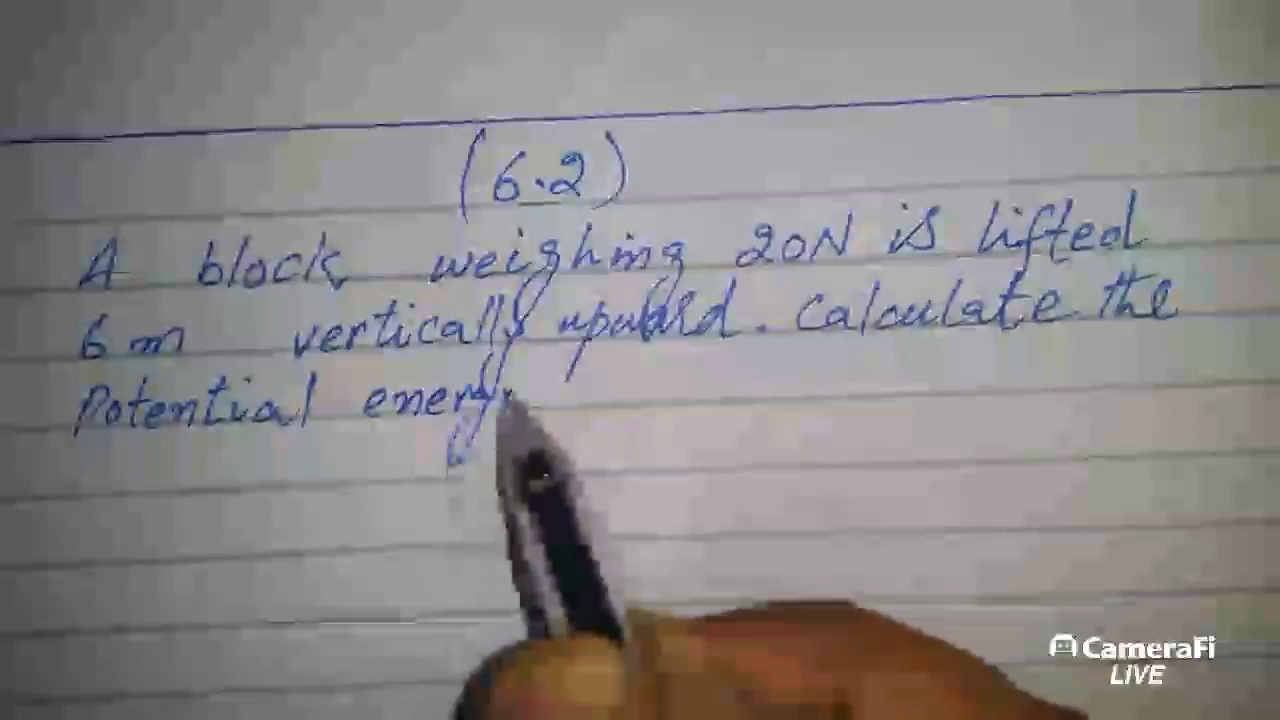 (6.2)
A block weighing 20N is lifted
6 m vertically upward. Calculate the
Potential energy
CameraFi
LIVE